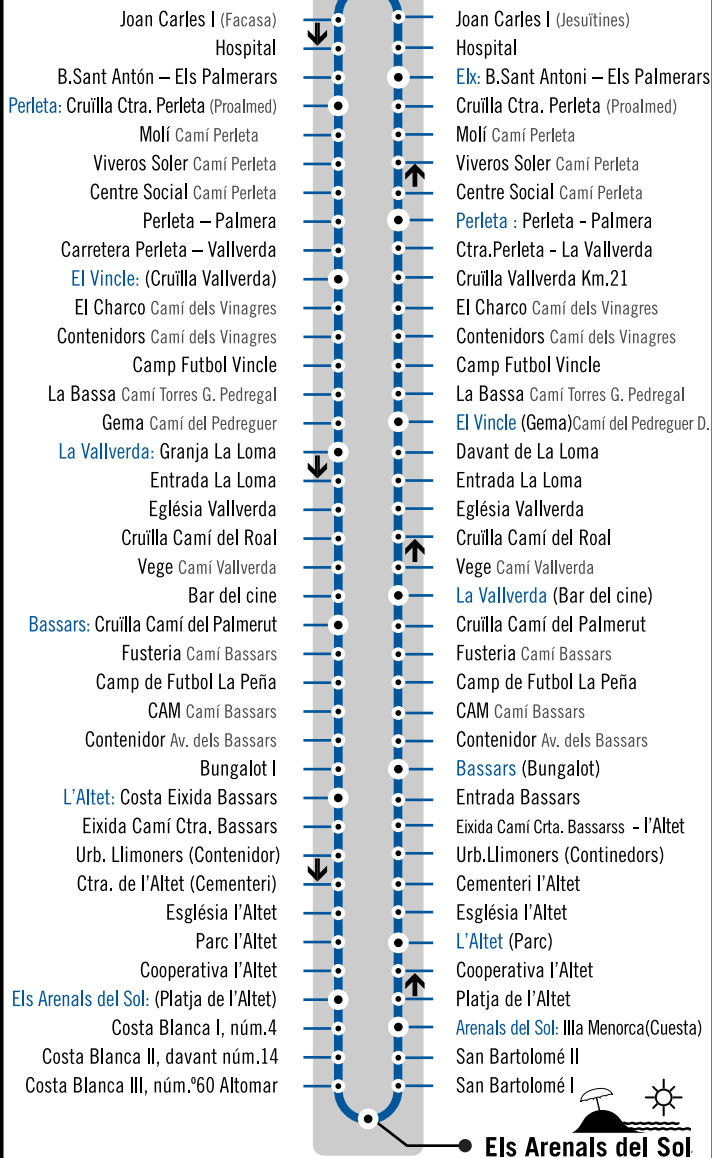 Joan Carles I (Facasa)
Hospital
B.Sant Antón – Els Palmerars
Perleta: Cruïlla Ctra. Perleta (Proalmed)
Molí Camí Perleta
Viveros Soler Camí Perleta
Centre Social Camí Perleta
Perleta – Palmera
Carretera Perleta – Vallverda
El Vincle: (Cruïlla Vallverda)
El Charco Camí dels Vinagres
Contenidors Camí dels Vinagres
Camp Futbol Vincle
La Bassa Camí Torres G. Pedregal
Gema Camí del Pedreguer
La Vallverda: Granja La Loma
Entrada La Loma
Eglésia Vallverda
Cruïlla Camí del Roal
Vege Camí Vallverda
Bar del cine
Bassars: Cruïlla Camí del Palmerut
Fusteria Camí Bassars
Camp de Futbol La Peña
CAM Camí Bassars
Contenidor Av. dels Bassars
Bungalot I
L'Altet: Costa Eixida Bassars
Eixida Camí Ctra. Bassars
Urb. Llimoners (Contenidor)
Ctra. de l'Altet (Cementeri)
Església l'Altet
Parc l'Altet
Cooperativa l'Altet
Els Arenals del Sol: (Platja de l'Altet)
Costa Blanca I, núm.4
Costa Blanca II, davant núm.14
Costa Blanca III, núm.º60 Altomar
Joan Carles I (Jesuïtines)
Hospital
Elx: B.Sant Antoni – Els Palmerars
Cruïlla Ctra. Perleta (Proalmed)
Molí Camí Perleta
Viveros Soler Camí Perleta
Centre Social Camí Perleta
Perleta : Perleta - Palmera
Ctra.Perleta - La Vallverda
Cruïlla Vallverda Km.21
El Charco Camí dels Vinagres
Contenidors Camí dels Vinagres
Camp Futbol Vincle
La Bassa Camí Torres G. Pedregal
El Vincle (Gema)Camí del Pedreguer D.
Davant de La Loma
Entrada La Loma
Eglésia Vallverda
Cruïlla Camí del Roal
Vege Camí Vallverda
La Vallverda (Bar del cine)
Cruïlla Camí del Palmerut
Fusteria Camí Bassars
Camp de Futbol La Peña
CAM Camí Bassars
Contenidor Av. dels Bassars
Bassars (Bungalot)
Entrada Bassars
Eixida Camí Crta. Bassarss - l'Altet
Urb.Llimoners (Continedors)
Cementeri l'Altet
Església l'Altet
L'Altet (Parc)
Cooperativa l'Altet
Platja de l'Altet
Arenals del Sol: Illa Menorca(Cuesta)
San Bartolomé II
San Bartolomé I
Els Arenals del Sol